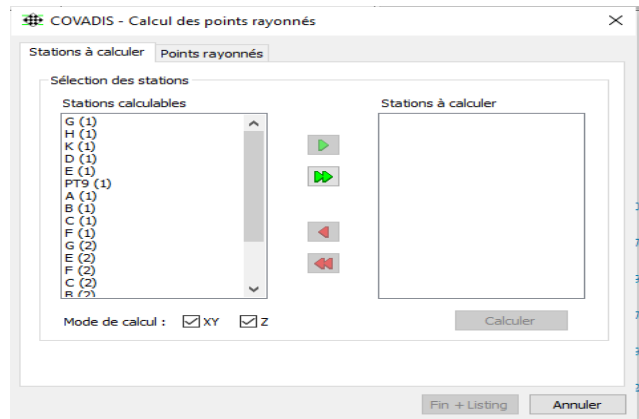 COVADIS - Calcul des points rayonnés
Stations à calculer
Points rayonnés
Sélection des stations
Stations calculables
Stations à calculer
G (1)
H (1)
K (1)
D (1)
E (1)
PT9 (1)
A (1)
B (1)
C (1)
F (1)
G (2)
E (2)
F (2)
C (2)
B (2)
Mode de calcul : XY Z
Calculer
Fin + Listing
Annuler